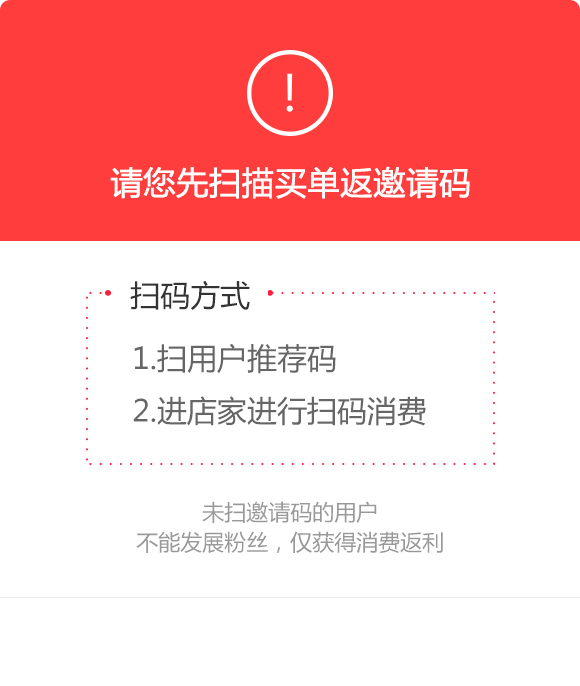 请您先扫描买单返邀请码
扫码方式
1.扫用户推荐码
2.进店家进行扫码消费
未扫邀请码的用户
不能发展粉丝，仅获得消费返利